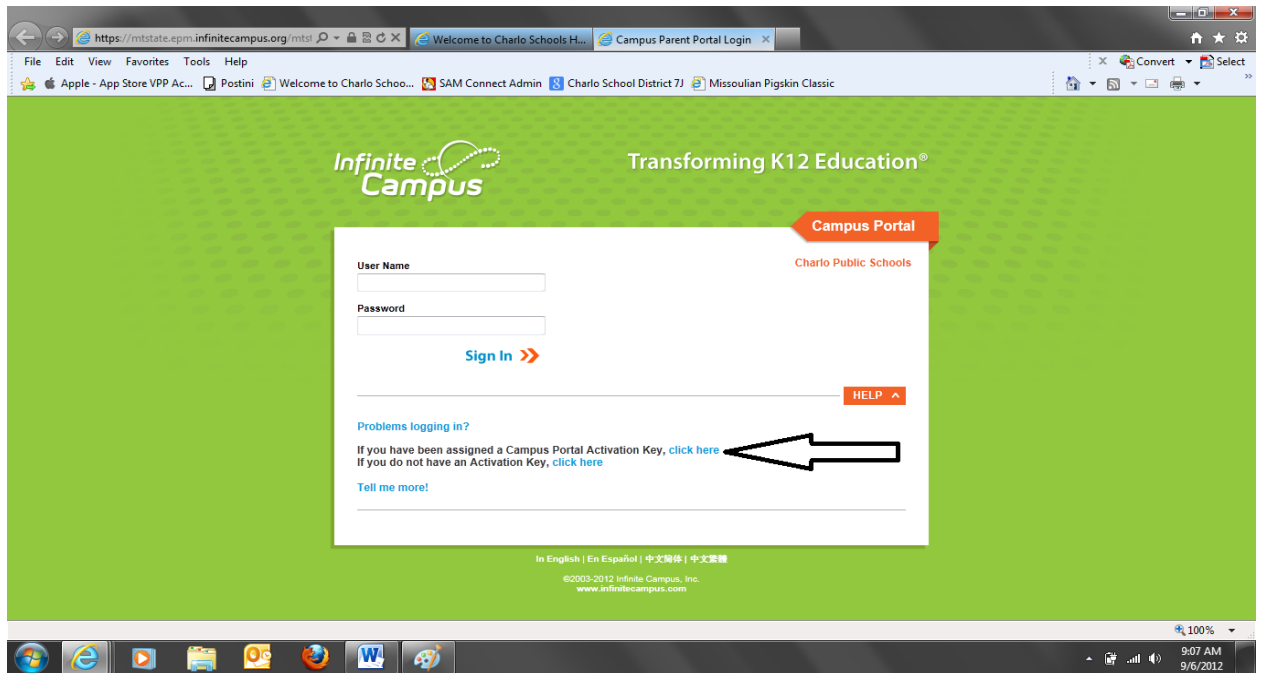 https://mtstate.epm.infinitecampus.org/mtst
Welcome to Charlo Schools H...
Campus Parent Portal Login
File Edit View Favorites Tools Help
Convert
Select
Apple - App Store VPP Ac...
Postini
Welcome to Charlo Schoo...
SAM Connect Admin
Charlo School District 7J
Missoulian Pigskin Classic
Infinite
Campus
Transforming K12 Education®
Campus Portal
Charlo Public Schools
User Name
Password
Sign In
HELP
Problems logging in?
If you have been assigned a Campus Portal Activation Key, click here
If you do not have an Activation Key, click here
Tell me more!
In English | En Español | 中文简体 | 中文繁體
©2003-2012 Infinite Campus, Inc.
www.infinitecampus.com
100%
9:07 AM
9/6/2012